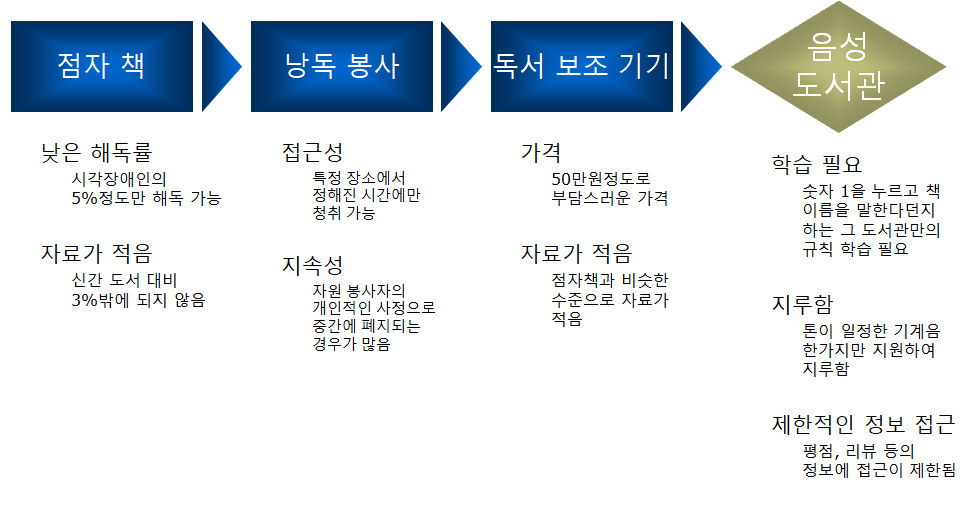 점자 책
낮은 해독률
시각장애인의
5%정도만 해독 가능
자료가 적음
신간 도서 대비
3%밖에 되지 않음
낭독 봉사
접근성
특정 장소에서
정해진 시간에만
청취 가능
지속성
자원 봉사자의
개인적인 사정으로
중간에 폐지되는
경우가 많음
독서 보조 기기
가격
50만원정도로
부담스러운 가격
자료가 적음
점자책과 비슷한
수준으로 자료가
적음
음성
도서관
학습 필요
숫자 1을 누르고 책
이름을 말한다던지
하는 그 도서관만의
규칙 학습 필요
지루함
톤이 일정한 기계음
한가지만 지원하여
지루함
제한적인 정보 접근
평점, 리뷰 등의
정보에 접근이 제한됨